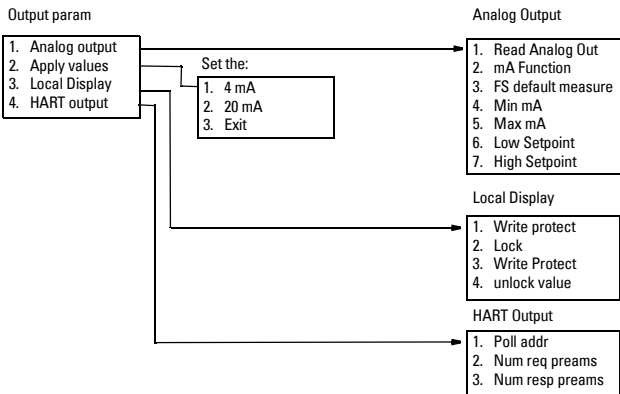 Output param
1. Analog output
2. Apply values
3. Local Display
4. HART output
Set the:
1. 4 mA
2. 20 mA
3. Exit
Analog Output
1. Read Analog Out
2. mA Function
3. FS default measure
4. Min mA
5. Max mA
6. Low Setpoint
7. High Setpoint
Local Display
1. Write protect
2. Lock
3. Write Protect
4. unlock value
HART Output
1. Poll addr
2. Num req preams
3. Num resp preams